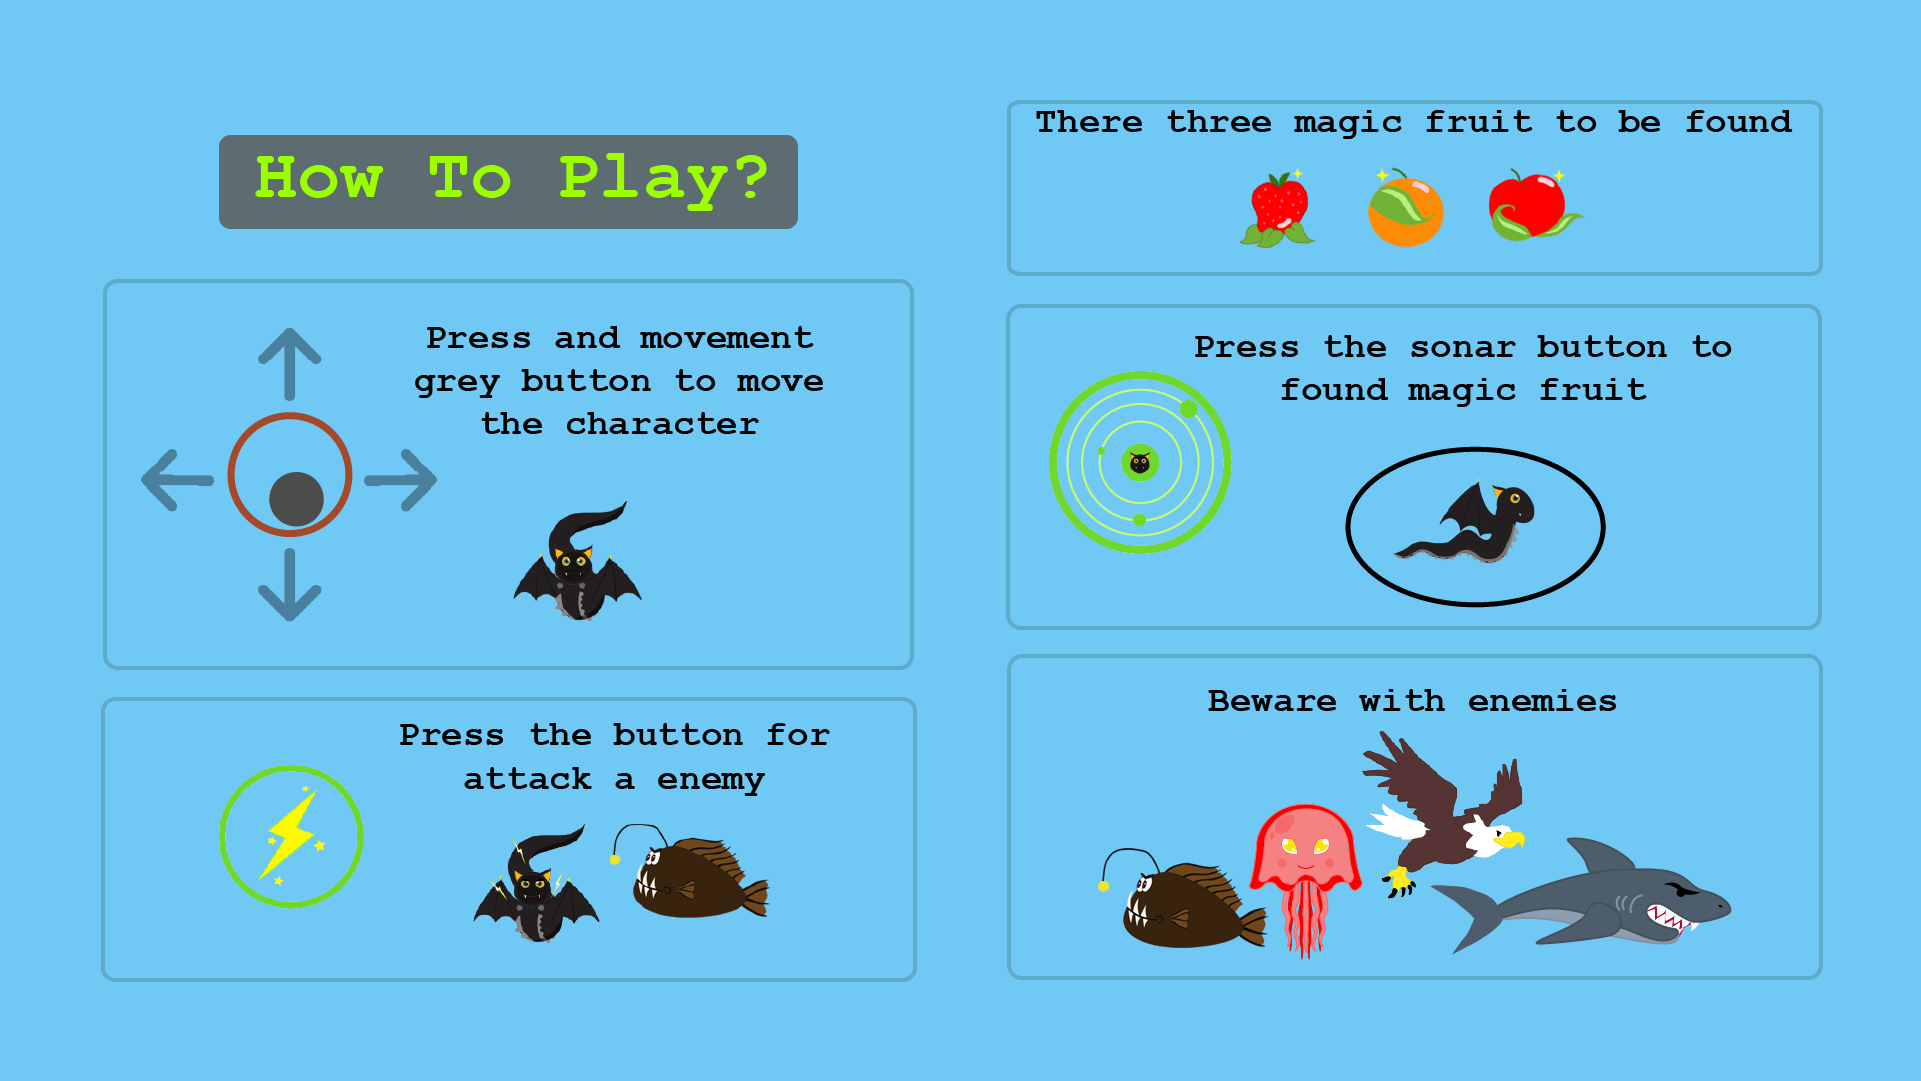 How To Play?
Press and movement
grey button to move
the character
Press the button for
attack a enemy
There three magic fruit to be found
Press the sonar button to
found magic fruit
Beware with enemies